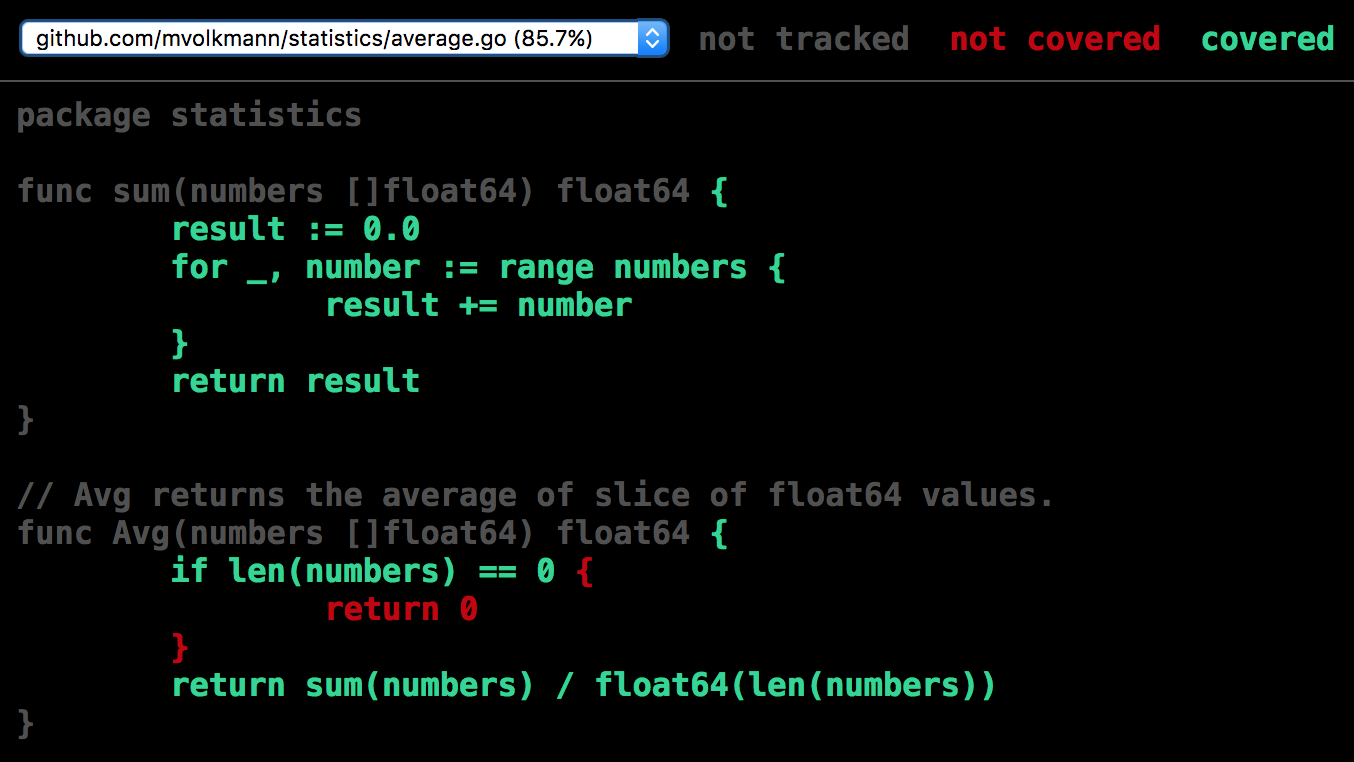 github.com/mvolkmann/statistics/average.go (85.7%) not tracked not covered covered
package statistics
func sum(numbers []float64) float64 {
result := 0.0
for _, number := range numbers {
result += number
}
return result
}
// Avg returns the average of slice of float64 values.
func Avg(numbers []float64) float64 {
if len(numbers) == 0 {
return 0
}
return sum(numbers) / float64(len(numbers))
}